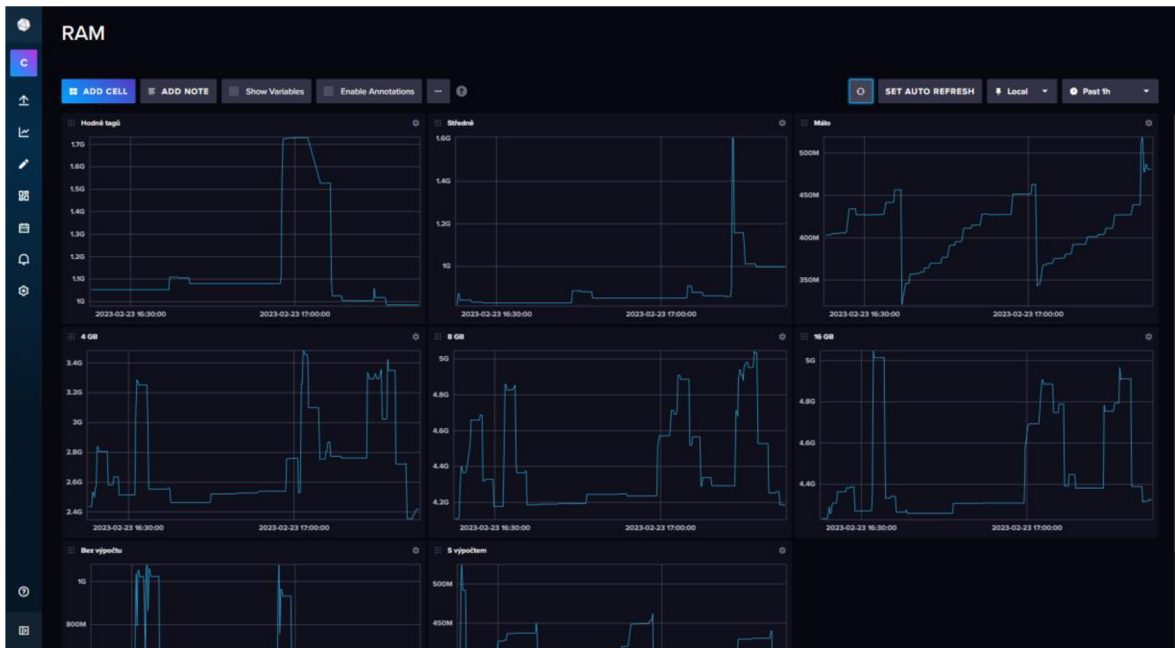 RAM
C
ADD CELL ADD NOTE Show Variables Enable Annotations ... T SET AUTO REFRESH Local Past 1h
Hodně tagů
1.7G
1.6G
1.5G
1.4G
1.3G
1.2G
1.1G
1G
2023-02-23 16:30:00 2023-02-23 17:00:00
Středně
1.6G
1.4G
1.2G
1G
2023-02-23 16:30:00 2023-02-23 17:00:00
Málo
500M
450M
400M
350M
2023-02-23 16:30:00 2023-02-23 17:00:00
4 GB
3.4G
3.2G
3G
2.8G
2.6G
2.4G
2023-02-23 16:30:00 2023-02-23 17:00:00
8 GB
5G
4.8G
4.6G
4.4G
4.2G
2023-02-23 16:30:00 2023-02-23 17:00:00
16 GB
5G
4.8G
4.6G
4.4G
2023-02-23 16:30:00 2023-02-23 17:00:00
Bez výpočtu
1G
800M
S výpočtem
500M
450M